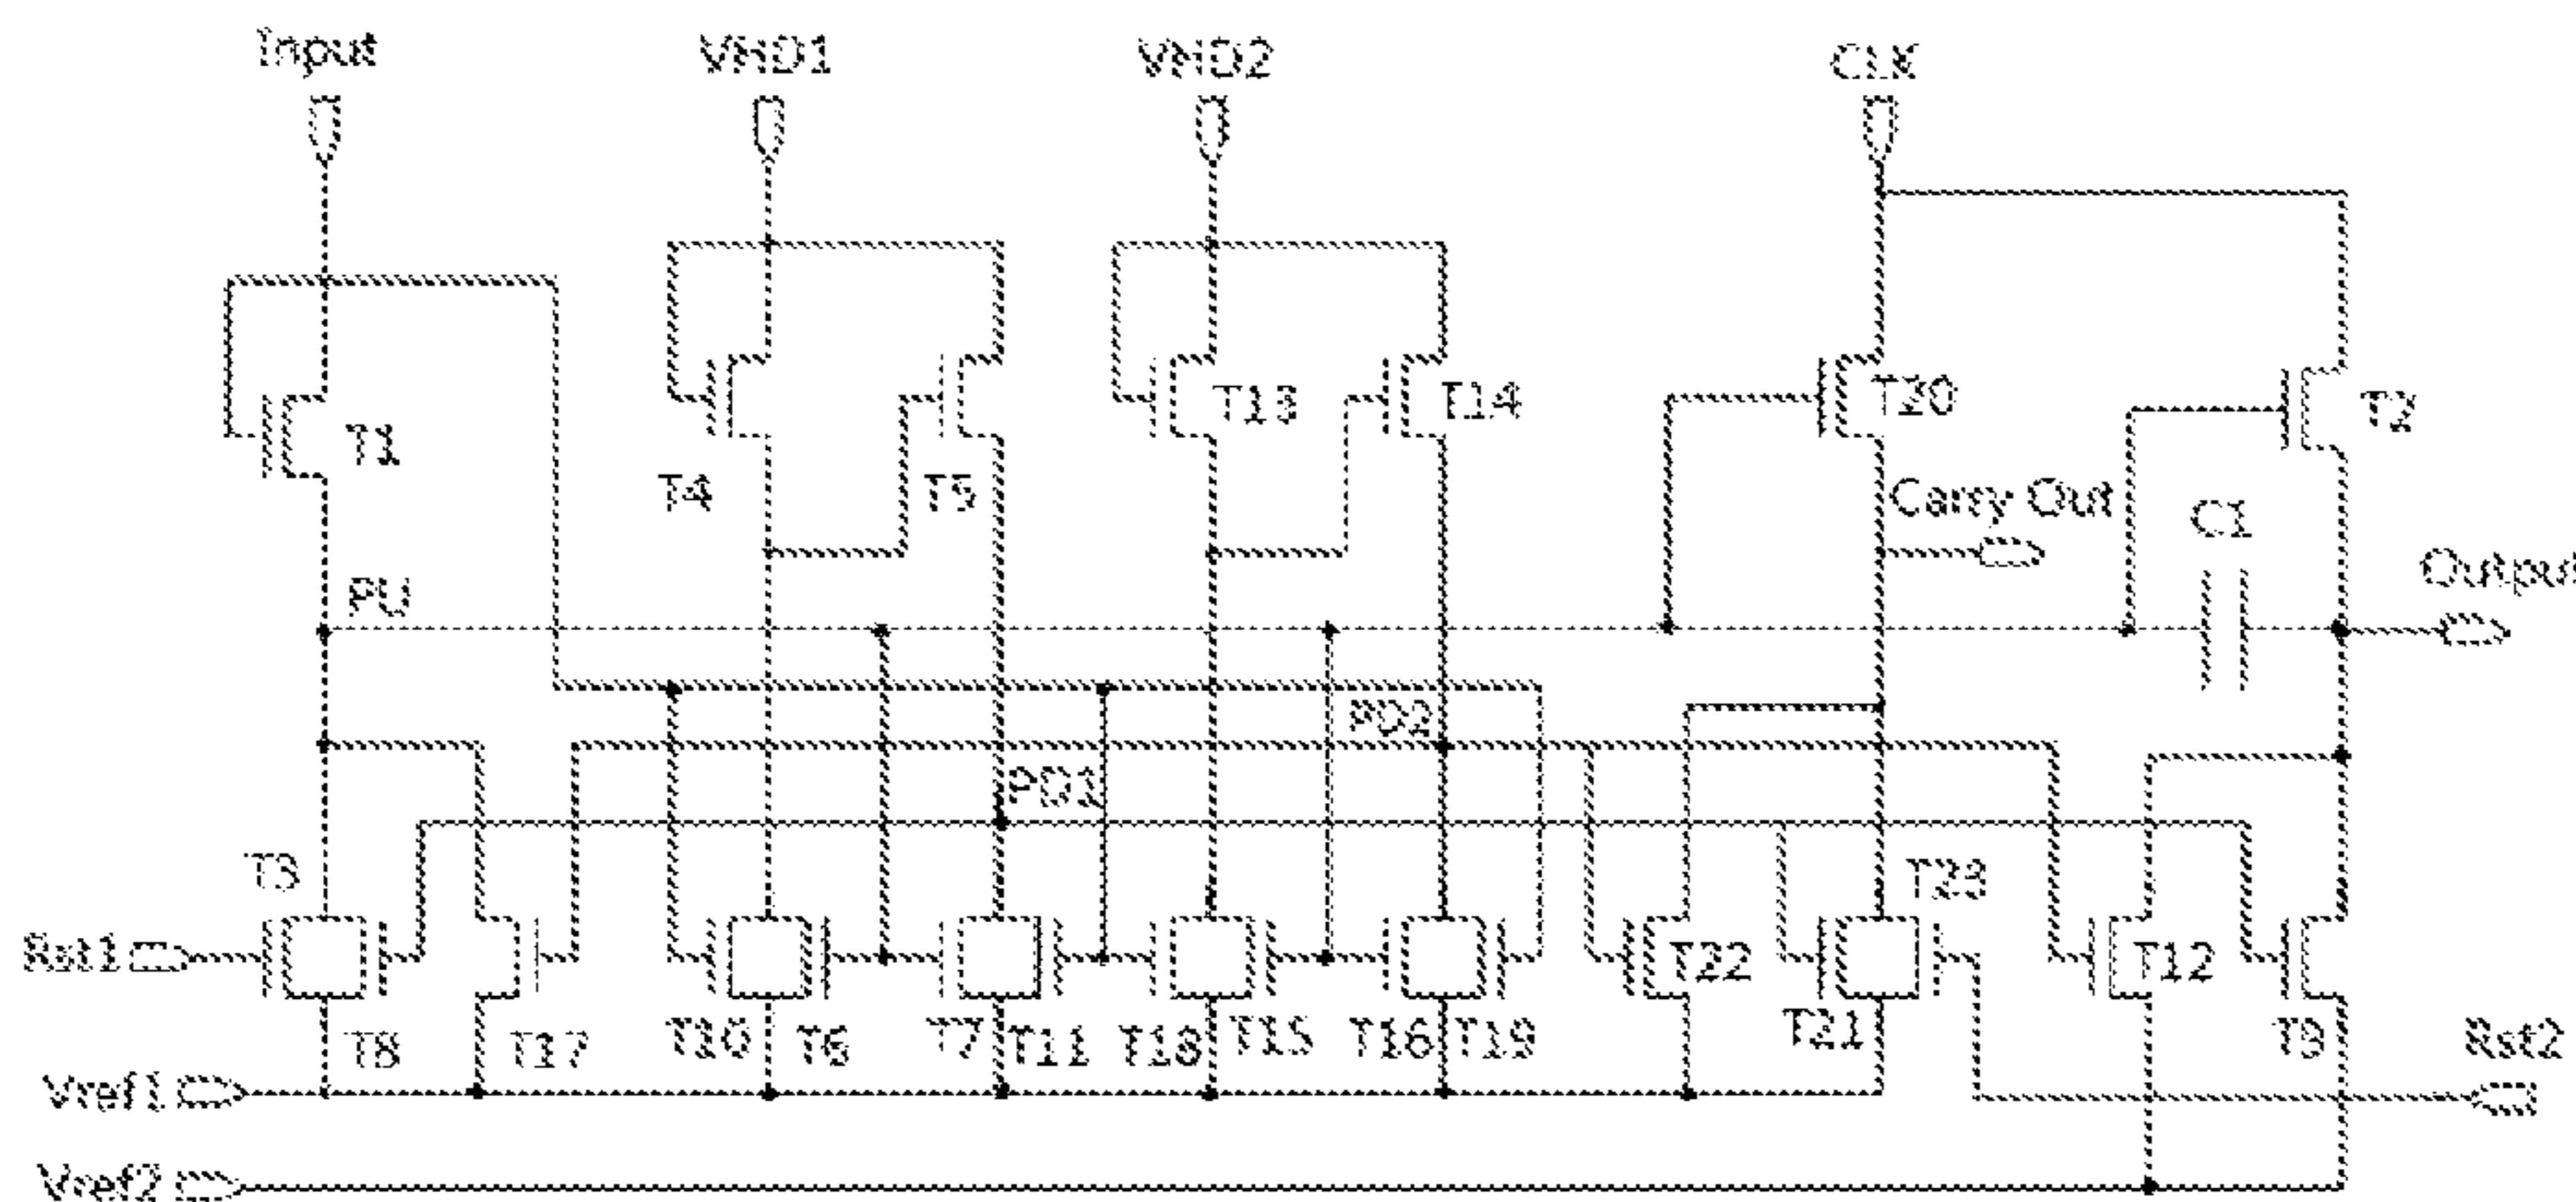 Input
VHD1
VHD2
CLK
T1
T4
T5
T13
T14
T20
T2
Carry Out
C1
Output
PU
PD2
PD1
T3
T23
Rst1
T22
T12
T8
T17
T10
T6
T7
T11
T18
T15
T16
T19
T21
T9
Rst2
Vref1
Vref2